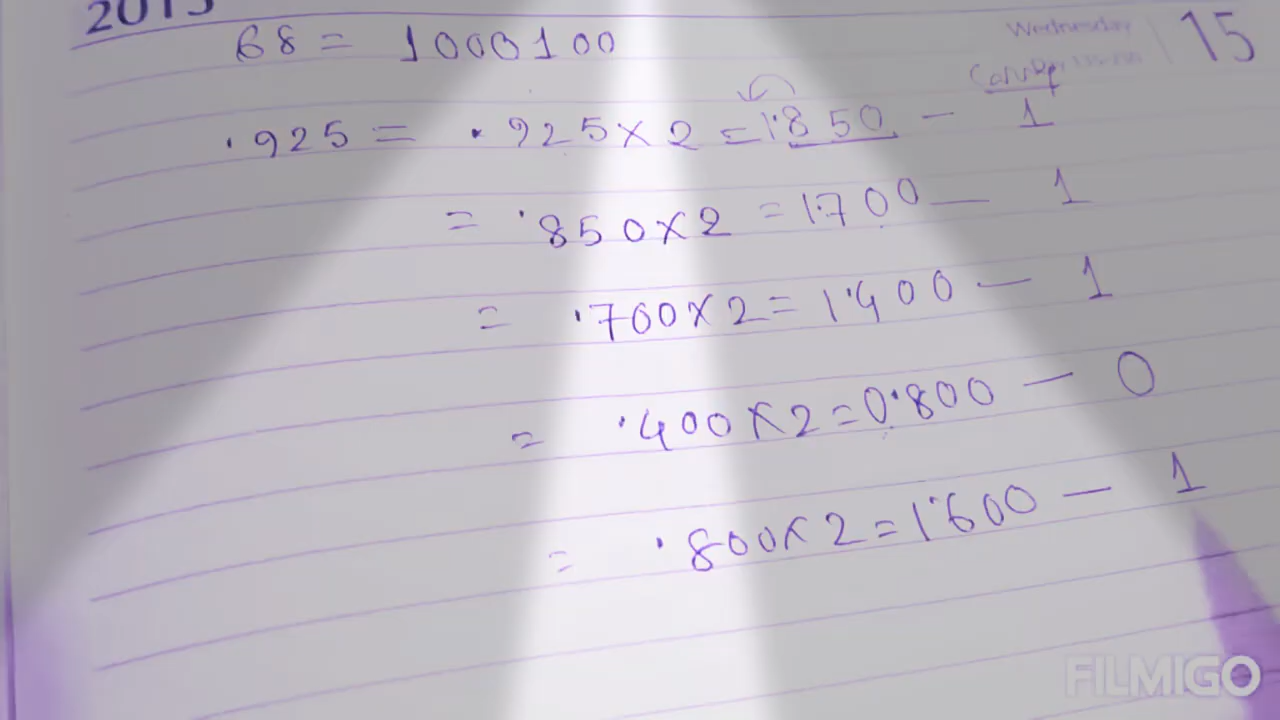 2015
Wednesday 15
68 = 1000100
Carry
.925 = .925×2 = 1.850 — 1
= .850×2 = 1.700 — 1
= .700×2 = 1.400 — 1
= .400×2 = 0.800 — 0
= .800×2 = 1.600 — 1
FILMIGO